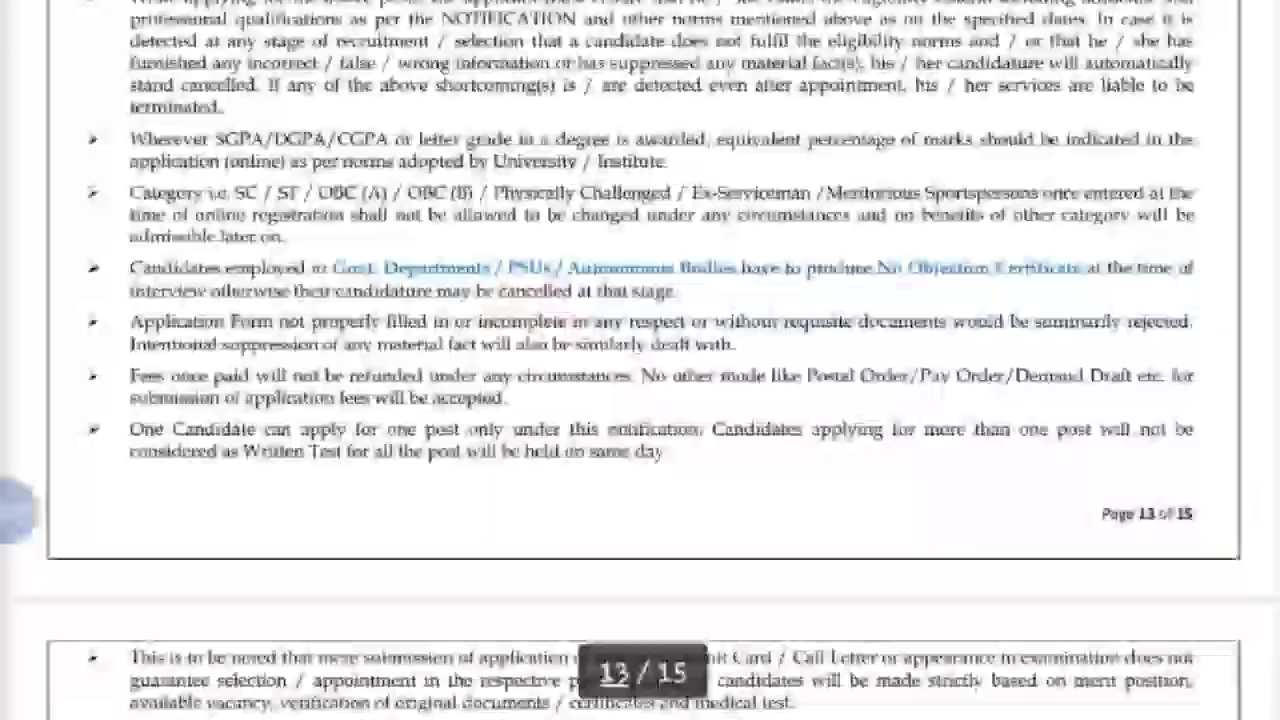 professional qualifications as per the NOTIFICATION and other norms mentioned above as on the specified dates. In case it is
detected at any stage of recruitment / selection that a candidate does not fulfil the eligibility norms and / or that he / she has
furnished any incorrect / false / wrong information or has suppressed any material fact(s), his / her candidature will automatically
stand cancelled. If any of the above shortcoming(s) is / are detected even after appointment, his / her services are liable to be
terminated.
➢ Wherever SGPA/DGPA/CGPA or letter grade in a degree is awarded, equivalent percentage of marks should be indicated in the
application (online) as per norms adopted by University / Institute.
➢ Category i.e. SC / ST / OBC (A) / OBC (B) / Physically Challenged / Ex-Serviceman /Meritorious Sportspersons once entered at the
time of online registration shall not be allowed to be changed under any circumstances and no benefits of other category will be
admissible later on.
➢ Candidates employed in Govt. Departments / PSUs / Autonomous Bodies have to produce No Objection Certificate at the time of
interview otherwise their candidature may be cancelled at that stage.
➢ Application Form not properly filled in or incomplete in any respect or without requisite documents would be summarily rejected.
Intentional suppression of any material fact will also be similarly dealt with.
➢ Fees once paid will not be refunded under any circumstances. No other mode like Postal Order/Pay Order/Demand Draft etc. for
submission of application fees will be accepted.
➢ One Candidate can apply for one post only under this notification. Candidates applying for more than one post will not be
considered as Written Test for all the post will be held on same day
Page 13 of 15
➢ This is to be noted that mere submission of application Card / Call Letter or appearance in examination does not
guarantee selection / appointment in the respective candidates will be made strictly based on merit position,
available vacancy, verification of original documents / certificates and medical test.
13 / 15